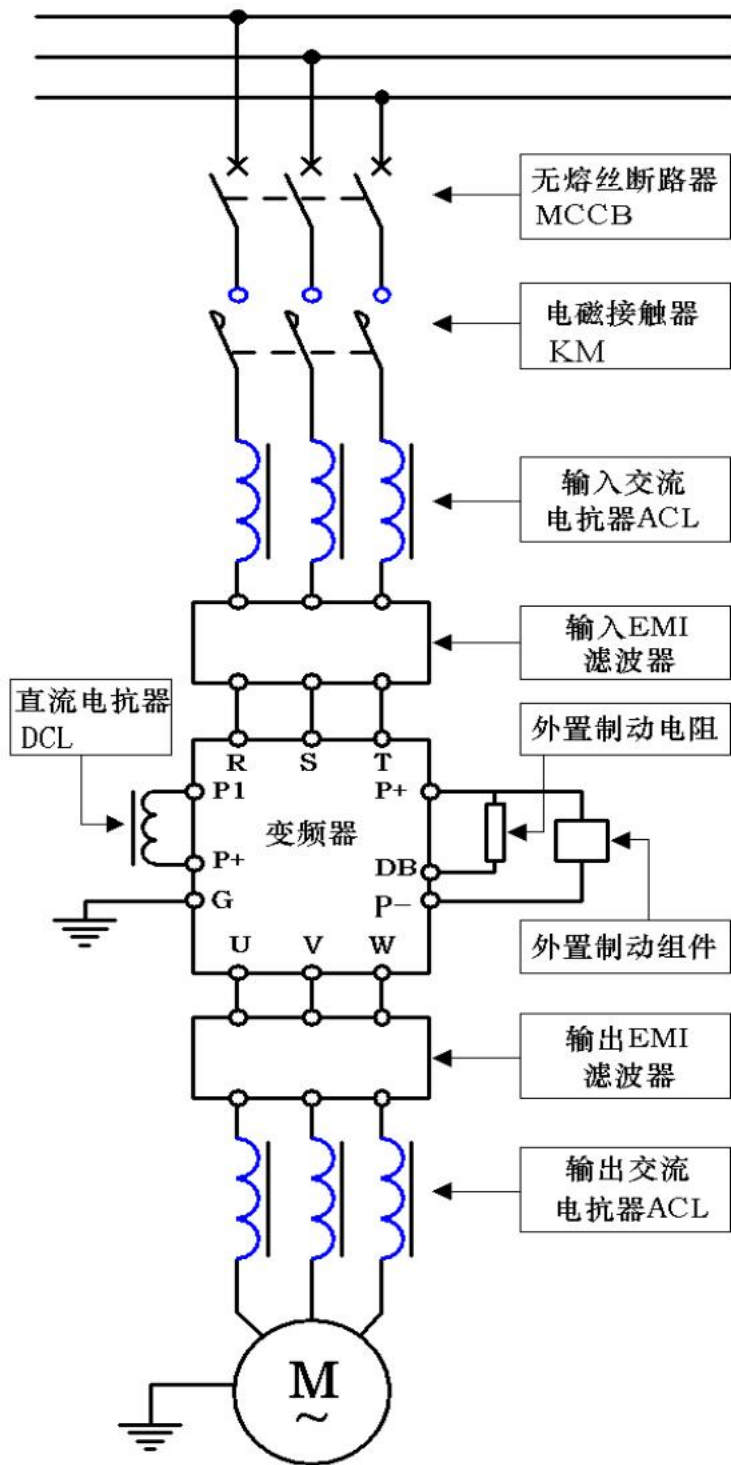 无熔丝断路器
MCCB
电磁接触器
KM
输入交流
电抗器ACL
输入EMI
滤波器
直流电抗器
DCL
外置制动电阻
R S T
P1 P+
变频器
P+ DB
G P-
U V W
外置制动组件
输出EMI
滤波器
输出交流
电抗器ACL
M
~